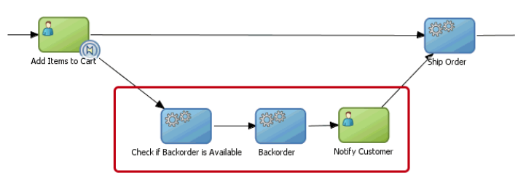 Add Items to Cart
Ship Order
Check if Backorder is Available
Backorder
Notify Customer